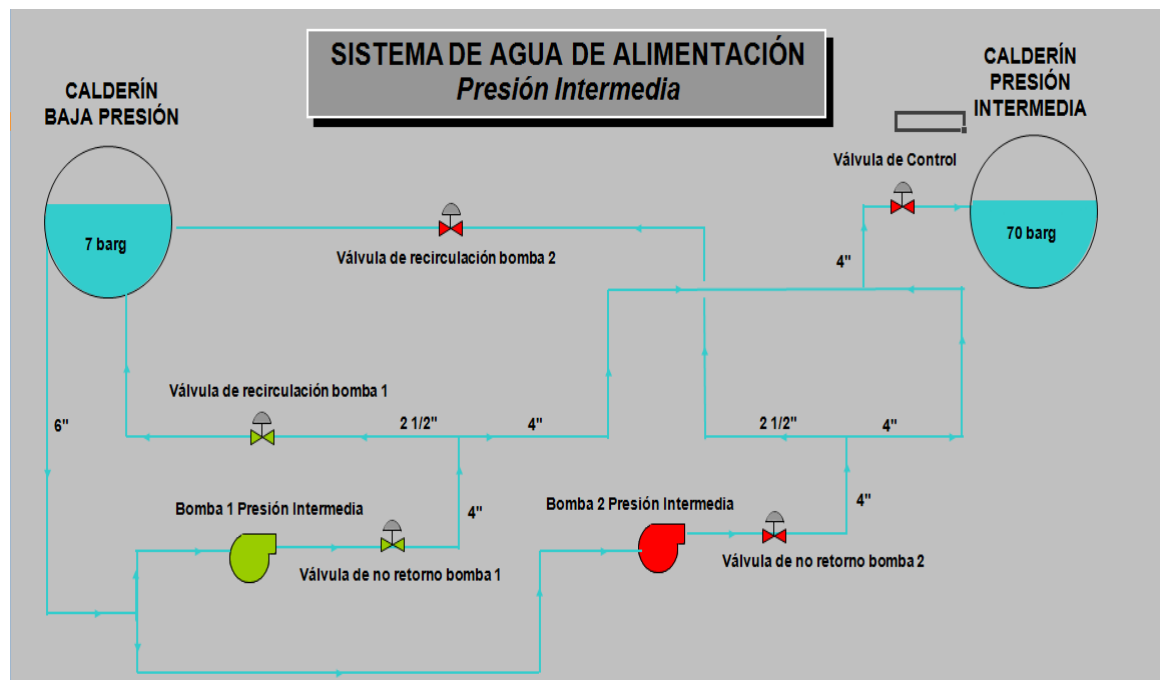 SISTEMA DE AGUA DE ALIMENTACIÓN
Presión Intermedia
CALDERÍN
BAJA PRESIÓN
CALDERÍN
PRESIÓN
INTERMEDIA
Válvula de Control
7 barg
70 barg
Válvula de recirculación bomba 2
4"
Válvula de recirculación bomba 1
6"
2 1/2"
4"
2 1/2"
4"
Bomba 1 Presión Intermedia
4"
Bomba 2 Presión Intermedia
4"
Válvula de no retorno bomba 1
Válvula de no retorno bomba 2